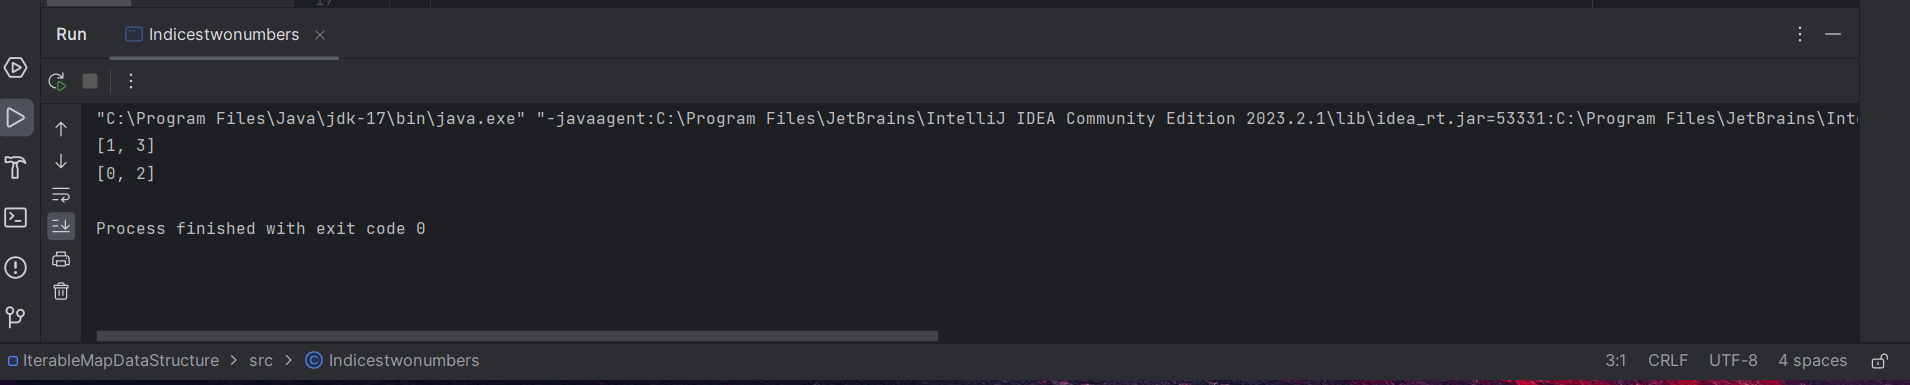 Run Indicestwonumbers
"C:\Program Files\Java\jdk-17\bin\java.exe" "-javaagent:C:\Program Files\JetBrains\IntelliJ IDEA Community Edition 2023.2.1\lib\idea_rt.jar=53331:C:\Program Files\JetBrains\Inte
[1, 3]
[0, 2]
Process finished with exit code 0
IterableMapDataStructure > src > Indicestwonumbers 3:1 CRLF UTF-8 4 spaces